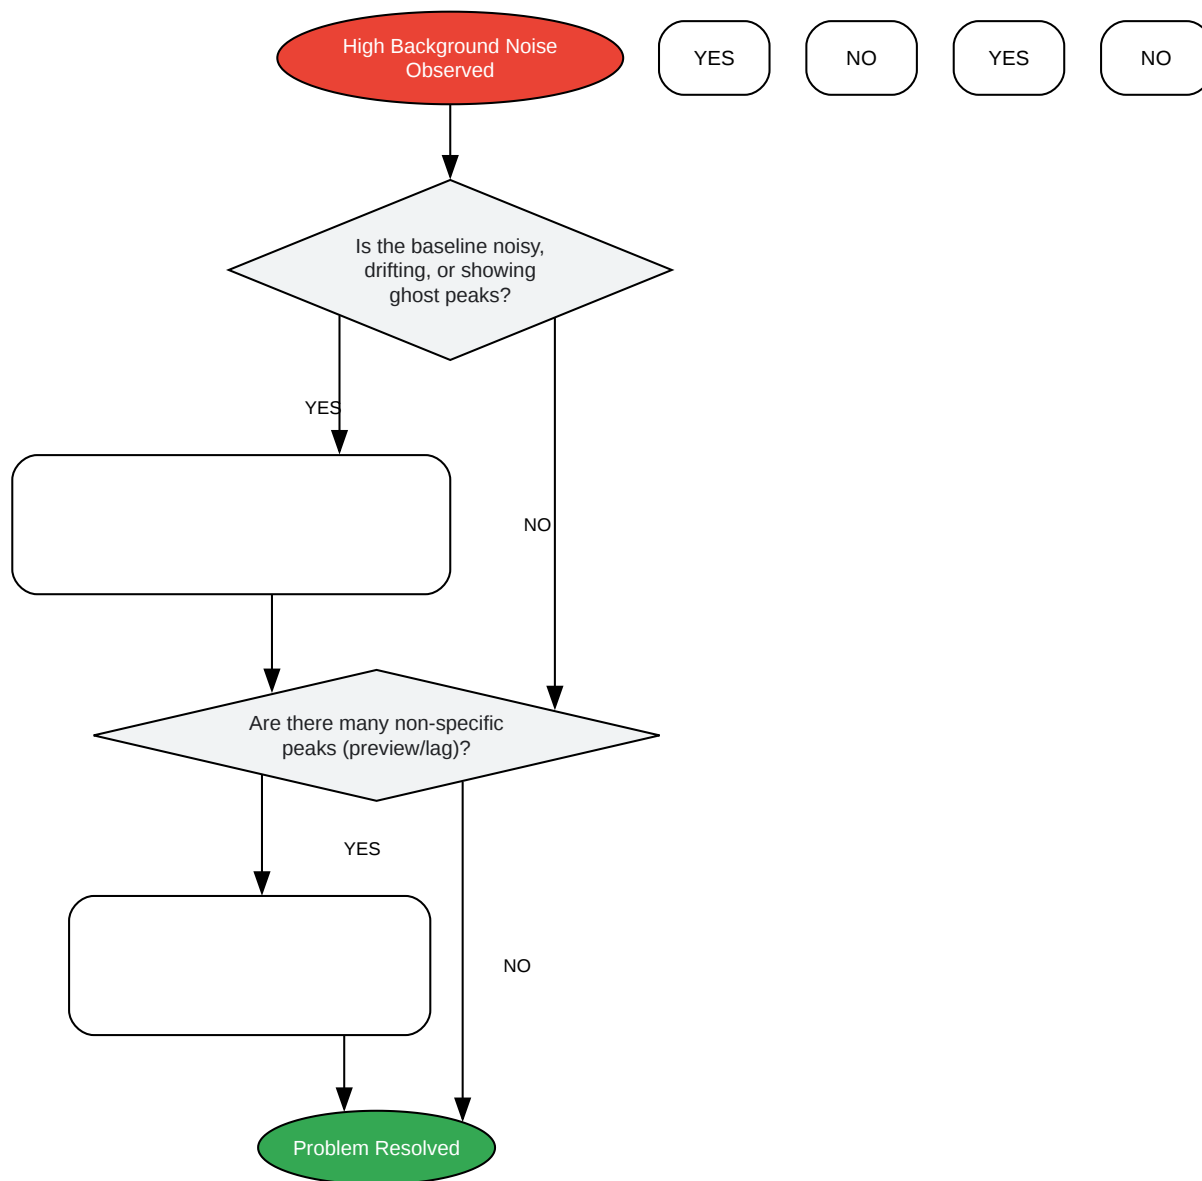 High Background Noise
Observed
YES
NO
YES
NO
Is the baseline noisy,
drifting, or showing
ghost peaks?
YES
NO
Are there many non-specific
peaks (preview/lag)?
YES
NO
Problem Resolved